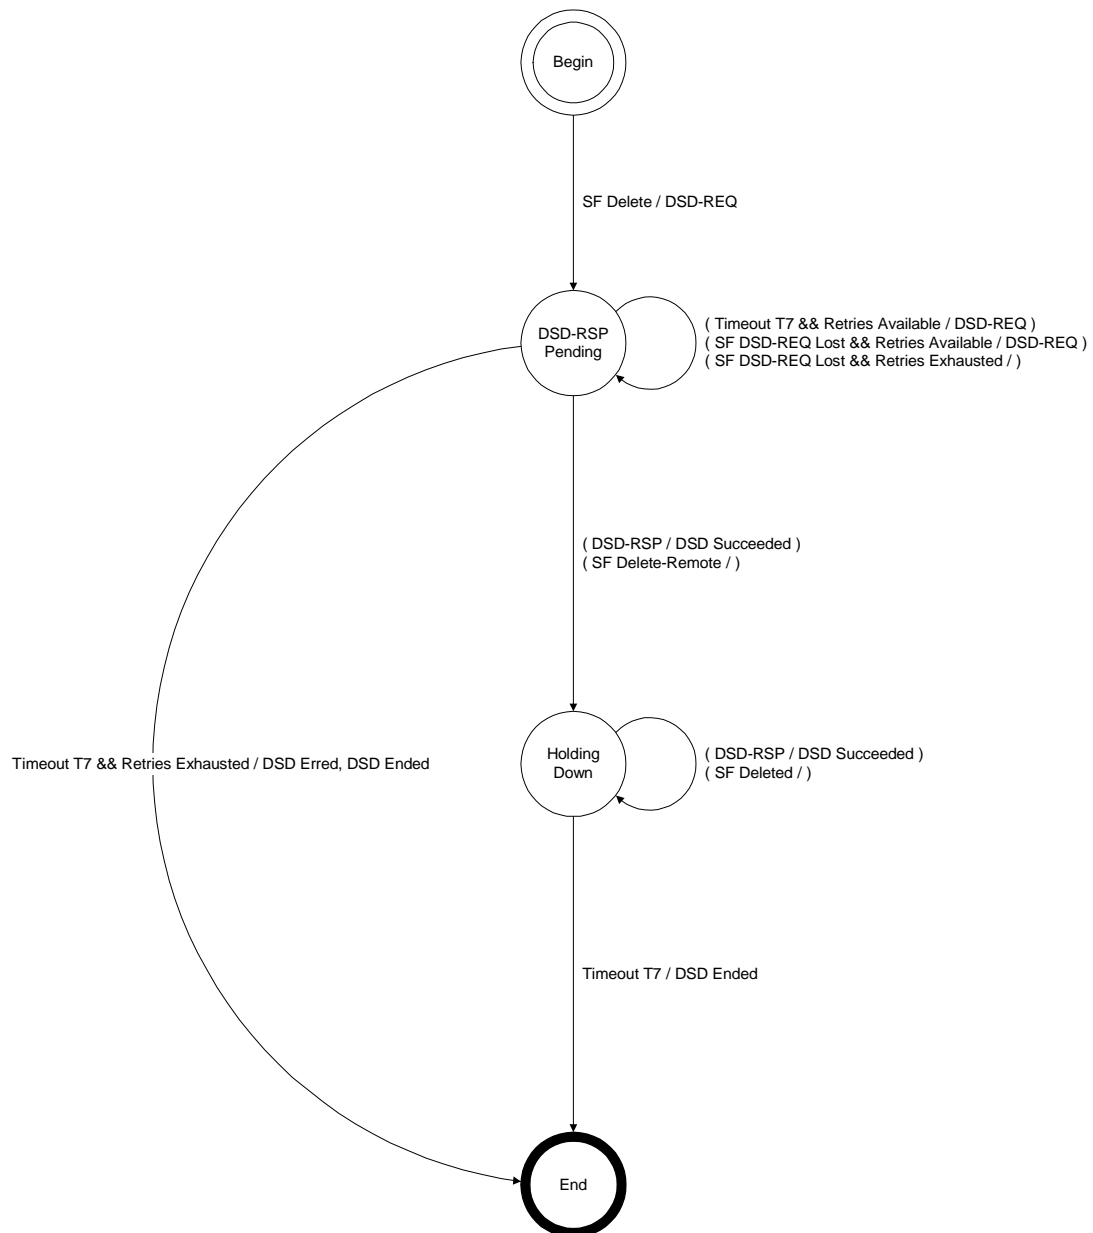 Begin
SF Delete / DSD-REQ
DSD-RSP
Pending
( Timeout T7 && Retries Available / DSD-REQ )
( SF DSD-REQ Lost && Retries Available / DSD-REQ )
( SF DSD-REQ Lost && Retries Exhausted / )
( DSD-RSP / DSD Succeeded )
( SF Delete-Remote / )
Timeout T7 && Retries Exhausted / DSD Erred, DSD Ended
Holding
Down
( DSD-RSP / DSD Succeeded )
( SF Deleted / )
Timeout T7 / DSD Ended
End